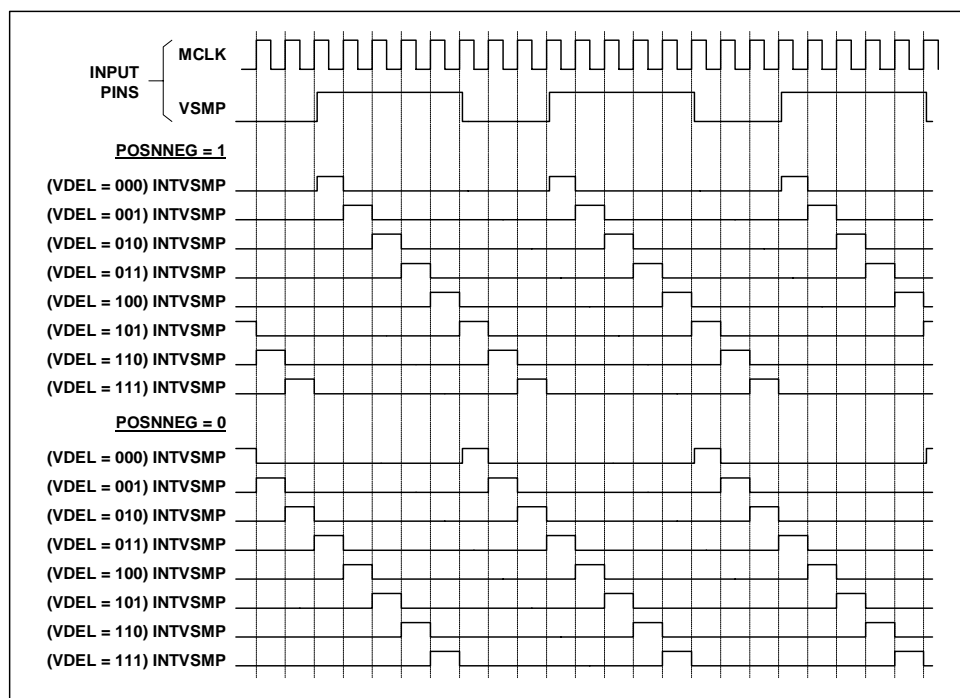 MCLK
INPUT
PINS
VSMP
POSNNEG = 1
(VDEL = 000) INTVSMP
(VDEL = 001) INTVSMP
(VDEL = 010) INTVSMP
(VDEL = 011) INTVSMP
(VDEL = 100) INTVSMP
(VDEL = 101) INTVSMP
(VDEL = 110) INTVSMP
(VDEL = 111) INTVSMP
POSNNEG = 0
(VDEL = 000) INTVSMP
(VDEL = 001) INTVSMP
(VDEL = 010) INTVSMP
(VDEL = 011) INTVSMP
(VDEL = 100) INTVSMP
(VDEL = 101) INTVSMP
(VDEL = 110) INTVSMP
(VDEL = 111) INTVSMP